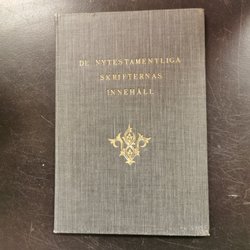 DE NYTESTAMENTLIGA
SKRIFTERNAS
INNEHÅLL